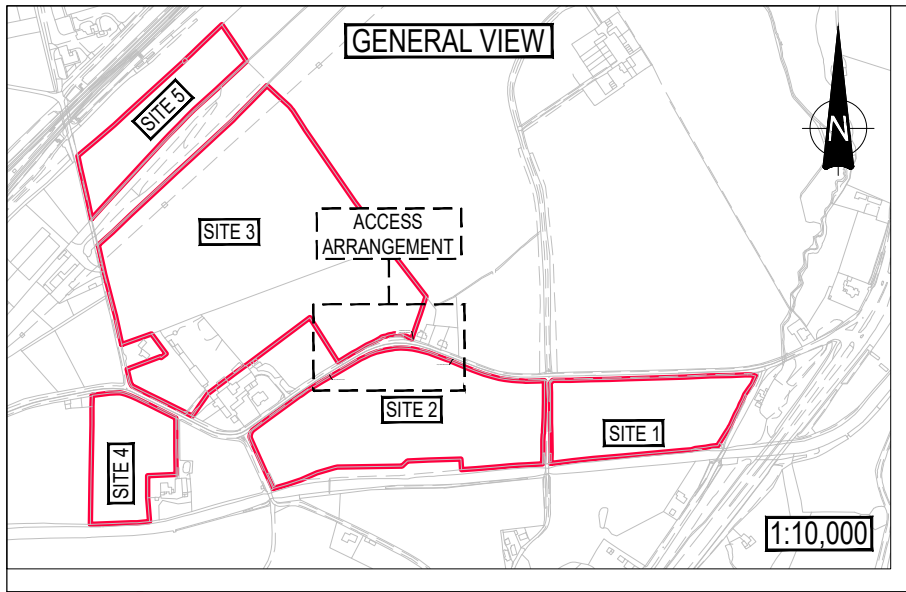 GENERAL VIEW
SITE 5
N
SITE 3
ACCESS
ARRANGEMENT
SITE 2
SITE 1
SITE 4
1:10,000